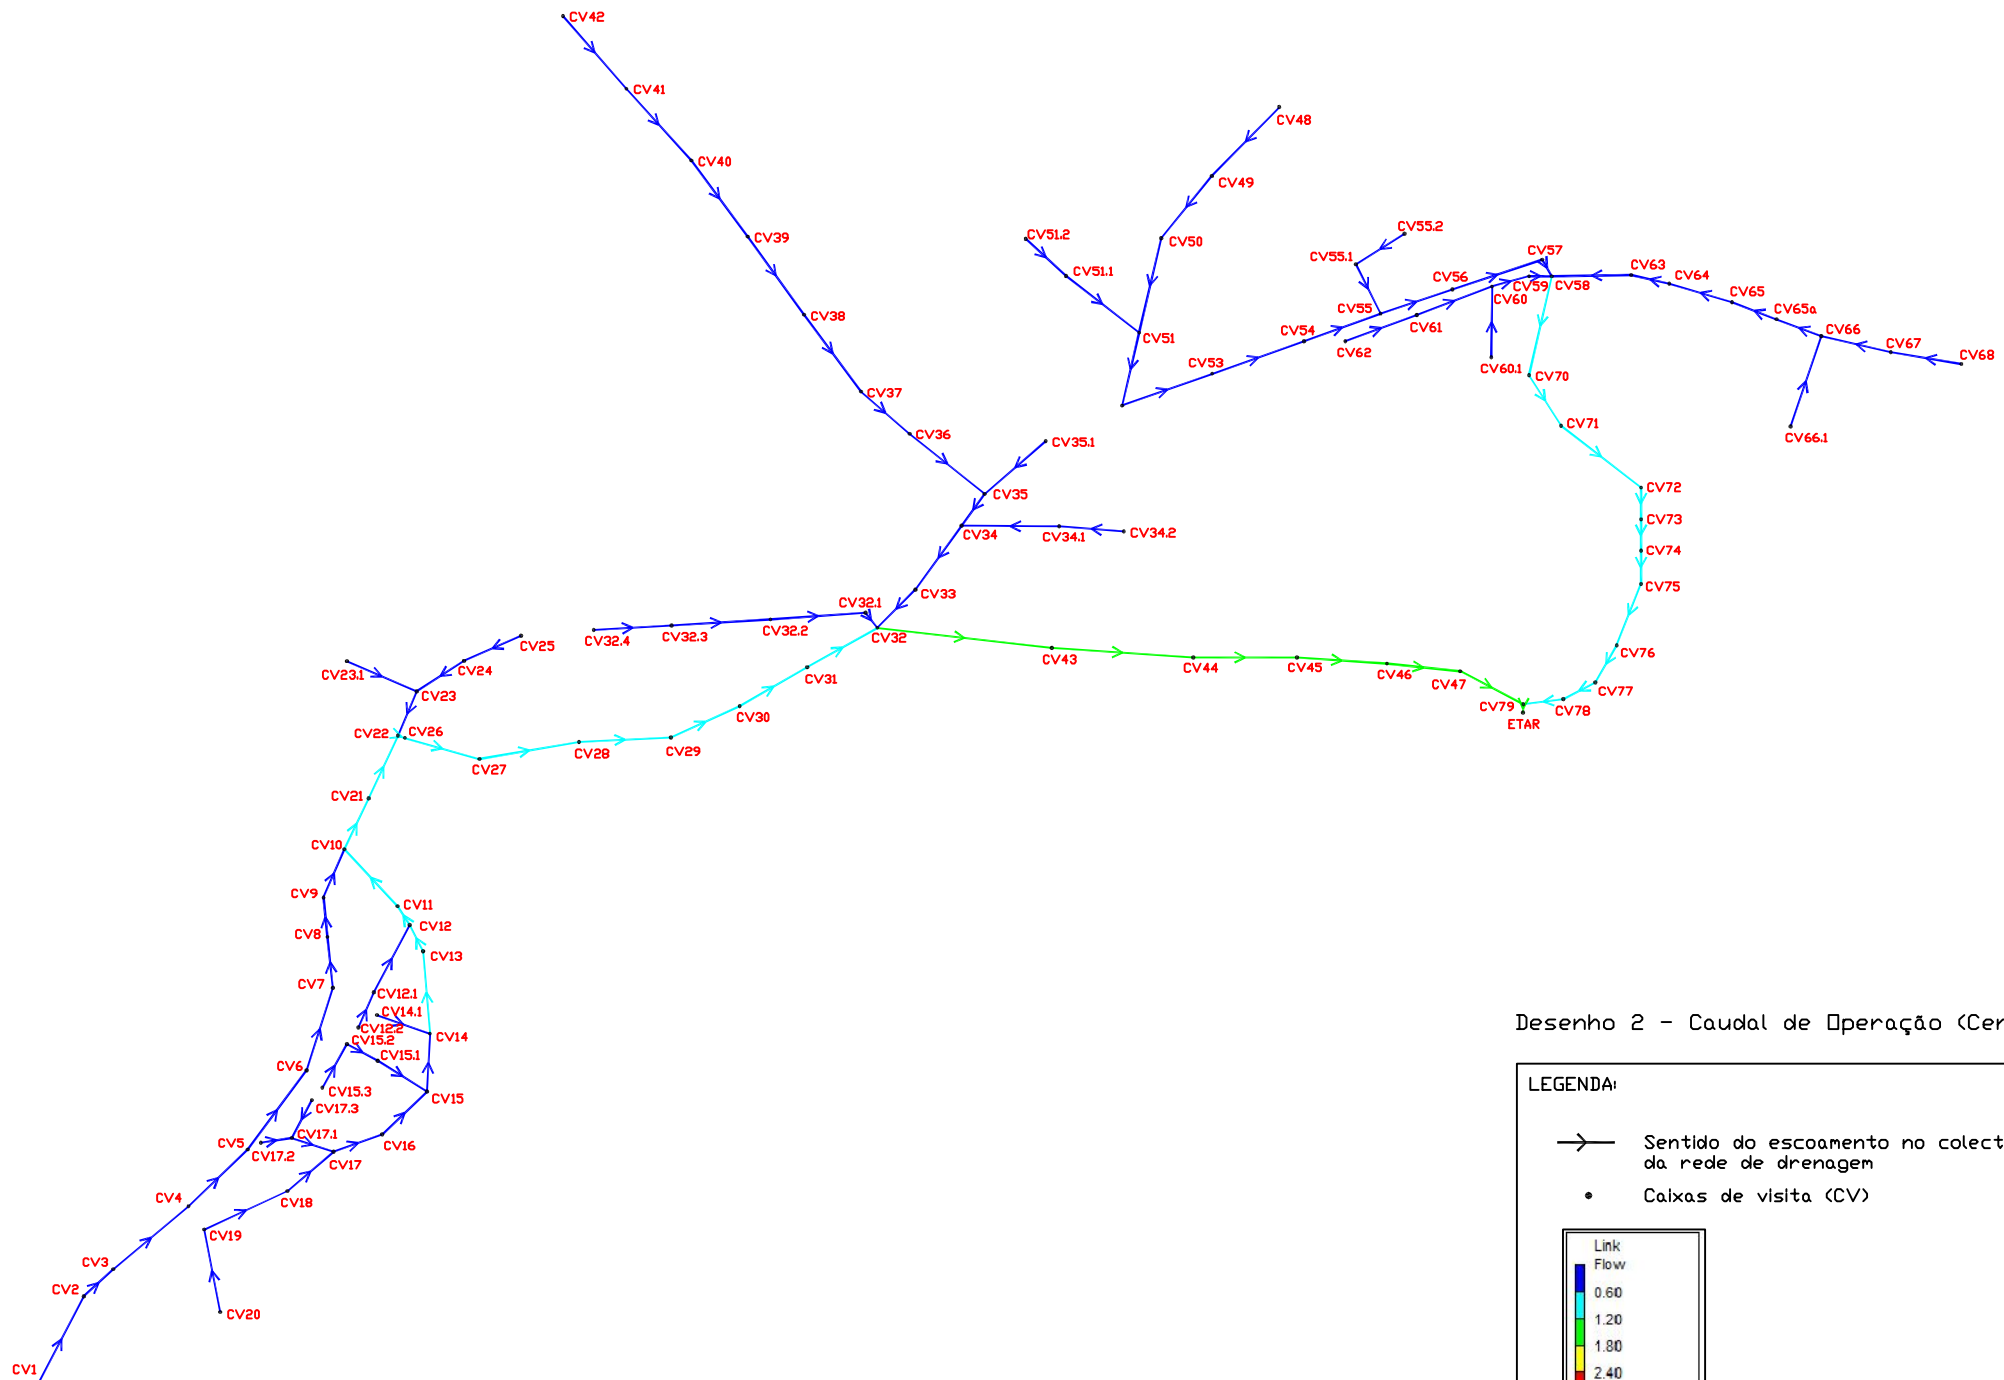 CV42
CV41
CV48
CV40
CV49
CV55.2
CV51.2
CV39
CV50
CV57
CV55.1
CV51.1
CV56
CV59
CV58
CV63
CV64
CV65
CV60
CV65a
CV38
CV55
CV61
CV54
CV66
CV51
CV62
CV67
CV68
CV53
CV60.1
CV70
CV37
CV71
CV36
CV66.1
CV35.1
CV72
CV35
CV73
CV34
CV34.1
CV34.2
CV74
CV75
CV33
CV32.1
CV32.2
CV32.3
CV32.4
CV32
CV25
CV76
CV43
CV24
CV23.1
CV44
CV45
CV46
CV47
CV31
CV23
CV77
CV79
CV78
CV30
ETAR
CV22
CV26
CV29
CV28
CV27
CV21
CV10
CV9
CV11
CV12
CV8
CV13
CV7
CV12.1
CV14.1
CV12.2
CV14
CV15.2
CV15.1
CV6
CV15.3
CV15
CV17.3
CV17.1
CV5
CV17.2
CV16
CV17
CV4
CV18
CV19
CV3
CV2
CV20
CV1
Desenho 2 - Caudal de Operação (Cer
LEGENDA:
Sentido do escoamento no colect
da rede de drenagem
Caixas de visita (CV)
Link
Flow
0.60
1.20
1.80
2.40